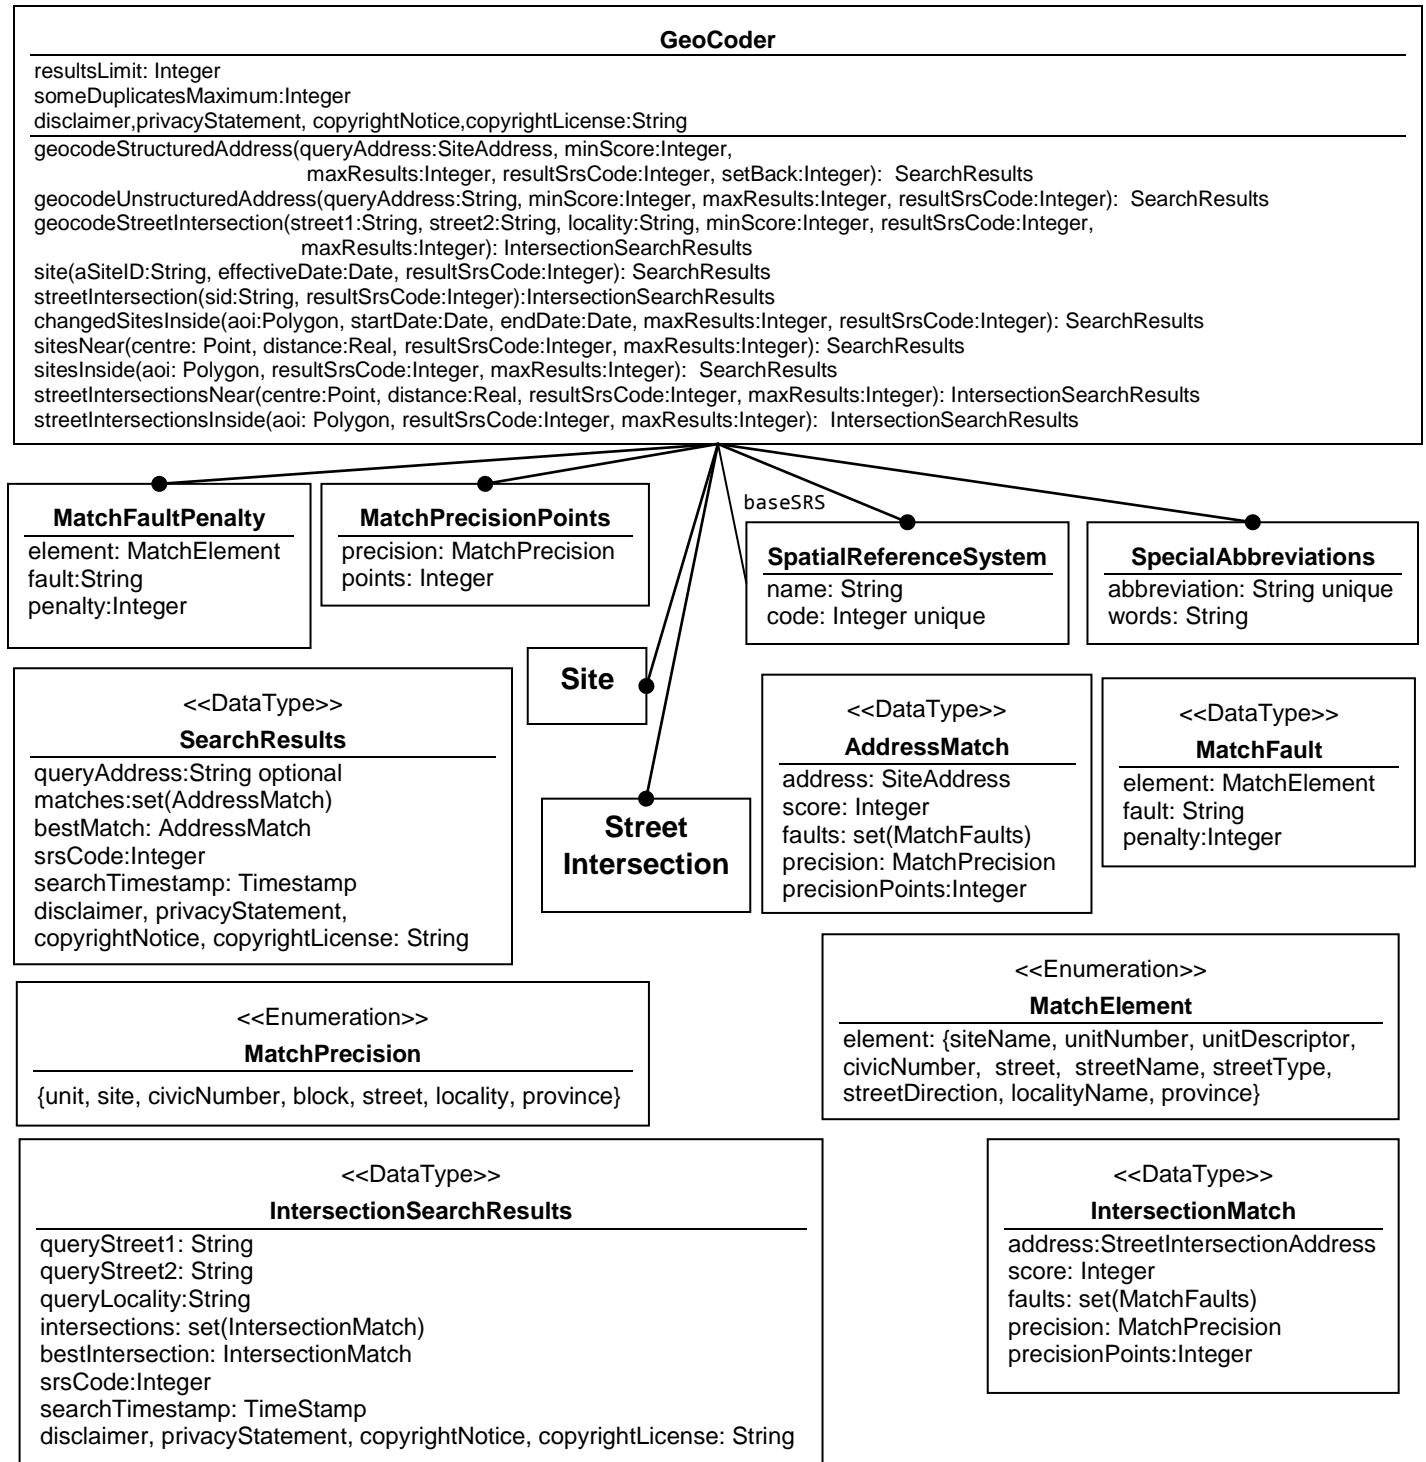 GeoCoder
resultsLimit: Integer
someDuplicatesMaximum:Integer
disclaimer,privacyStatement, copyrightNotice,copyrightLicense:String
geocodeStructuredAddress(queryAddress:SiteAddress, minScore:Integer,
maxResults:Integer, resultSrsCode:Integer, setBack:Integer): SearchResults
geocodeUnstructuredAddress(queryAddress:String, minScore:Integer, maxResults:Integer, resultSrsCode:Integer): SearchResults
geocodeStreetIntersection(street1:String, street2:String, locality:String, minScore:Integer, resultSrsCode:Integer,
maxResults:Integer): IntersectionSearchResults
site(aSiteID:String, effectiveDate:Date, resultSrsCode:Integer): SearchResults
streetIntersection(sid:String, resultSrsCode:Integer):IntersectionSearchResults
changedSitesInside(aoi:Polygon, startDate:Date, endDate:Date, maxResults:Integer, resultSrsCode:Integer): SearchResults
sitesNear(centre: Point, distance:Real, resultSrsCode:Integer, maxResults:Integer): SearchResults
sitesInside(aoi: Polygon, resultSrsCode:Integer, maxResults:Integer): SearchResults
streetIntersectionsNear(centre:Point, distance:Real, resultSrsCode:Integer, maxResults:Integer): IntersectionSearchResults
streetIntersectionsInside(aoi: Polygon, resultSrsCode:Integer, maxResults:Integer): IntersectionSearchResults
MatchFaultPenalty
element: MatchElement
fault:String
penalty:Integer
MatchPrecisionPoints
precision: MatchPrecision
points: Integer
baseSRS
SpatialReferenceSystem
name: String
code: Integer unique
SpecialAbbreviations
abbreviation: String unique
words: String
Site
Street
Intersection
<<DataType>>
SearchResults
queryAddress:String optional
matches:set(AddressMatch)
bestMatch: AddressMatch
srsCode:Integer
searchTimestamp: Timestamp
disclaimer, privacyStatement,
copyrightNotice, copyrightLicense: String
<<DataType>>
AddressMatch
address: SiteAddress
score: Integer
faults: set(MatchFaults)
precision: MatchPrecision
precisionPoints:Integer
<<DataType>>
MatchFault
element: MatchElement
fault: String
penalty:Integer
<<Enumeration>>
MatchPrecision
{unit, site, civicNumber, block, street, locality, province}
<<Enumeration>>
MatchElement
element: {siteName, unitNumber, unitDescriptor,
civicNumber, street, streetName, streetType,
streetDirection, localityName, province}
<<DataType>>
IntersectionSearchResults
queryStreet1: String
queryStreet2: String
queryLocality:String
intersections: set(IntersectionMatch)
bestIntersection: IntersectionMatch
srsCode:Integer
searchTimestamp: TimeStamp
disclaimer, privacyStatement, copyrightNotice, copyrightLicense: String
<<DataType>>
IntersectionMatch
address:StreetIntersectionAddress
score: Integer
faults: set(MatchFaults)
precision: MatchPrecision
precisionPoints:Integer